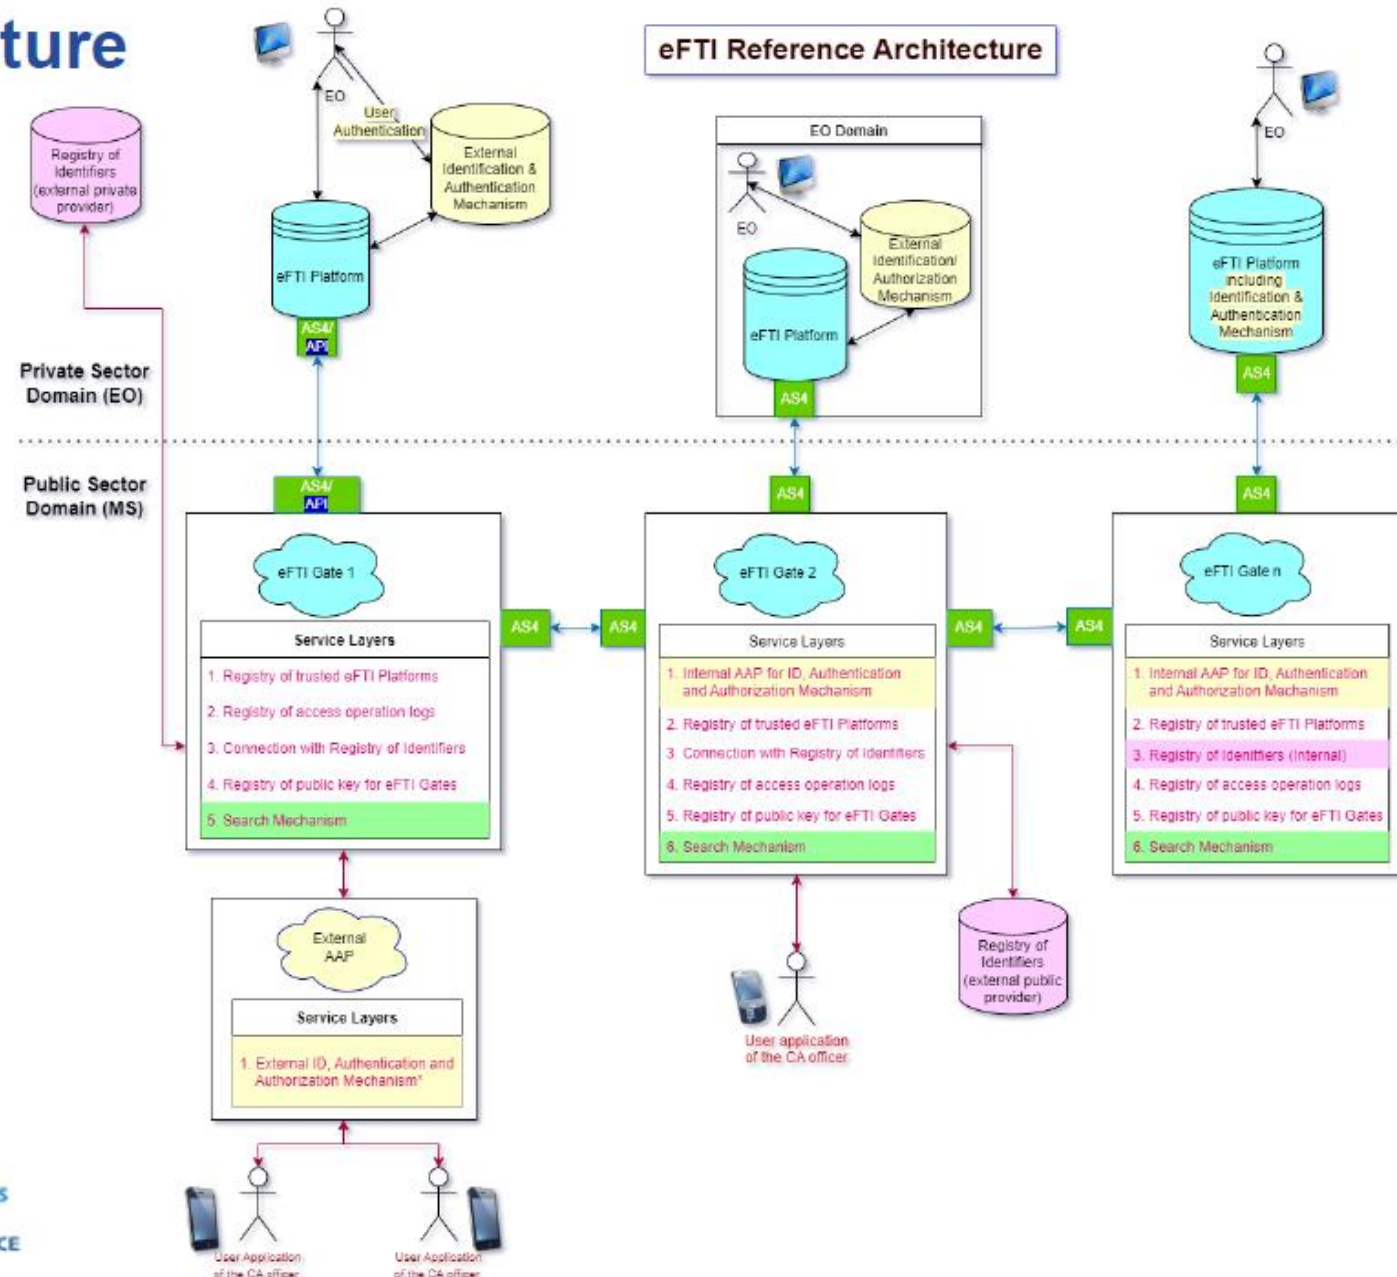 ture
eFTI Reference Architecture
EO
User
Authentication
External
Identification &
Authentication
Mechanism
Registry of
Identifiers
(external private
provider)
eFTI Platform
AS4/
API
EO Domain
EO
External
Identification/
Authorization
Mechanism
eFTI Platform
AS4
EO
eFTI Platform
including
Identification &
Authentication
Mechanism
AS4
Private Sector
Domain (EO)
Public Sector
Domain (MS)
AS4/
API
AS4
AS4
eFTI Gate 1
Service Layers
1. Registry of trusted eFTI Platforms
2. Registry of access operation logs
3. Connection with Registry of Identifiers
4. Registry of public key for eFTI Gates
5. Search Mechanism
AS4
AS4
eFTI Gate 2
Service Layers
1. Internal AAP for ID, Authentication
and Authorization Mechanism
2. Registry of trusted eFTI Platforms
3. Connection with Registry of Identifiers
4. Registry of access operation logs
5. Registry of public key for eFTI Gates
6. Search Mechanism
AS4
AS4
eFTI Gate n
Service Layers
1. Internal AAP for ID, Authentication
and Authorization Mechanism
2. Registry of trusted eFTI Platforms
3. Registry of Idenitfiers (Internal)
4. Registry of access operation logs
5. Registry of public key for eFTI Gates
6. Search Mechanism
External
AAP
Service Layers
1. External ID, Authentication and
Authorization Mechanism*
User application
of the CA officer
Registry of
Identifiers
(external public
provider)
User Application
of the CA officer
User Application
of the CA officer
S
CE